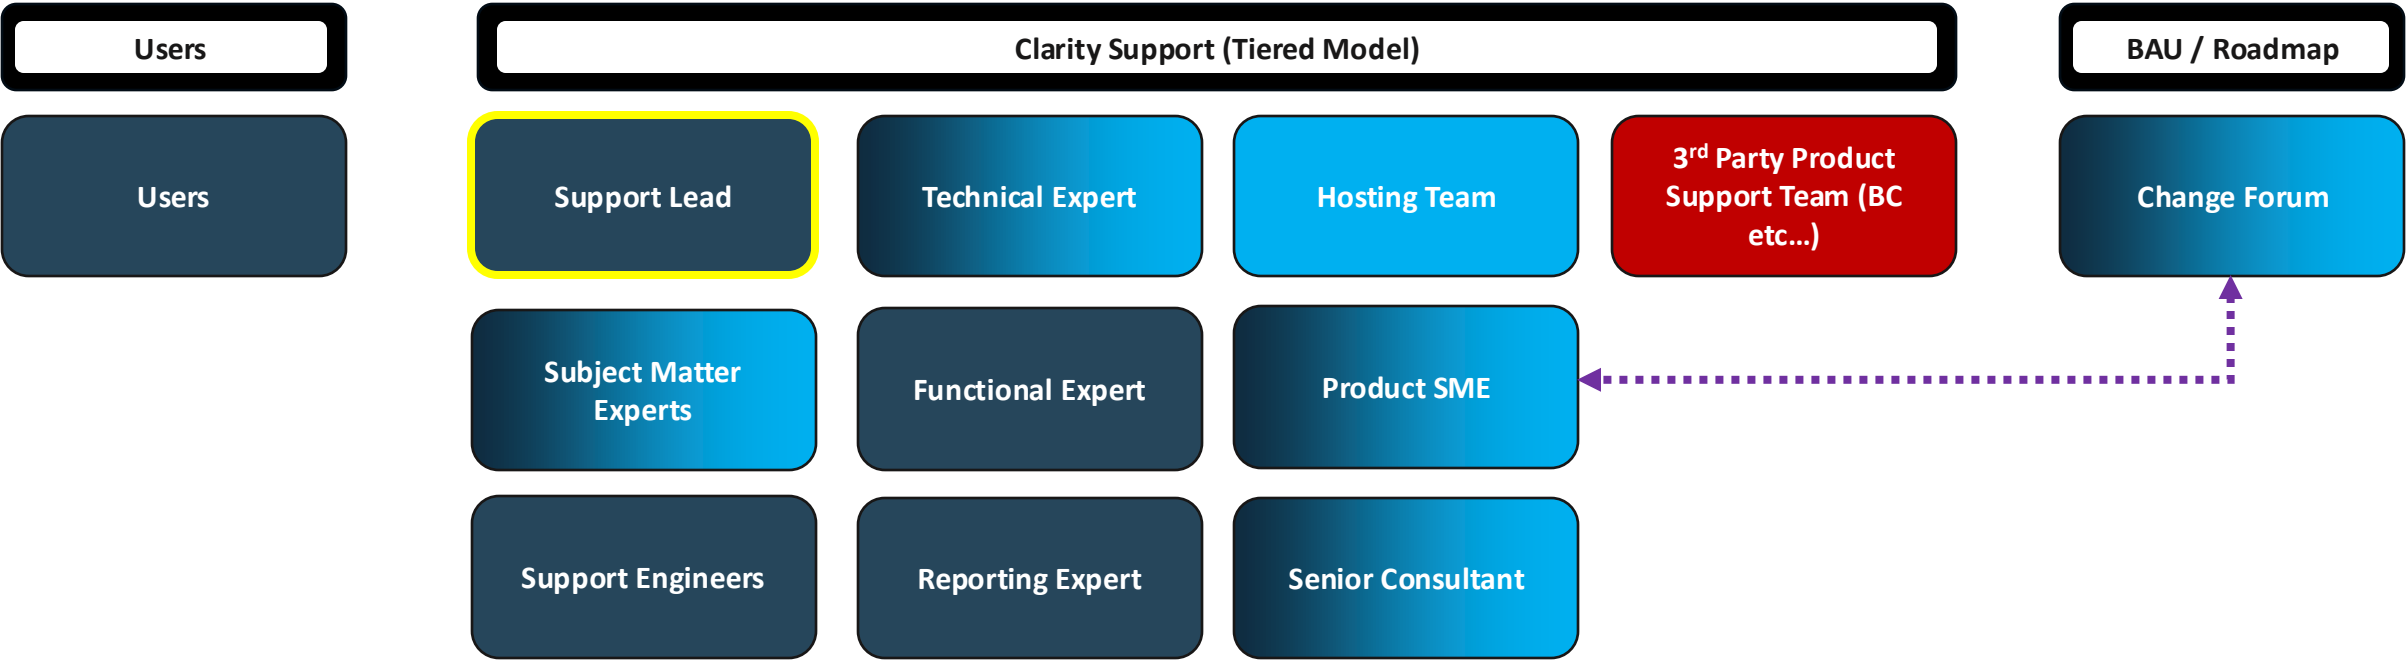 Users
Clarity Support (Tiered Model)
BAU / Roadmap
Users
Support Lead
Technical Expert
Hosting Team
3rd Party Product
Support Team (BC
etc...)
Change Forum
Subject Matter
Experts
Functional Expert
Product SME
Support Engineers
Reporting Expert
Senior Consultant